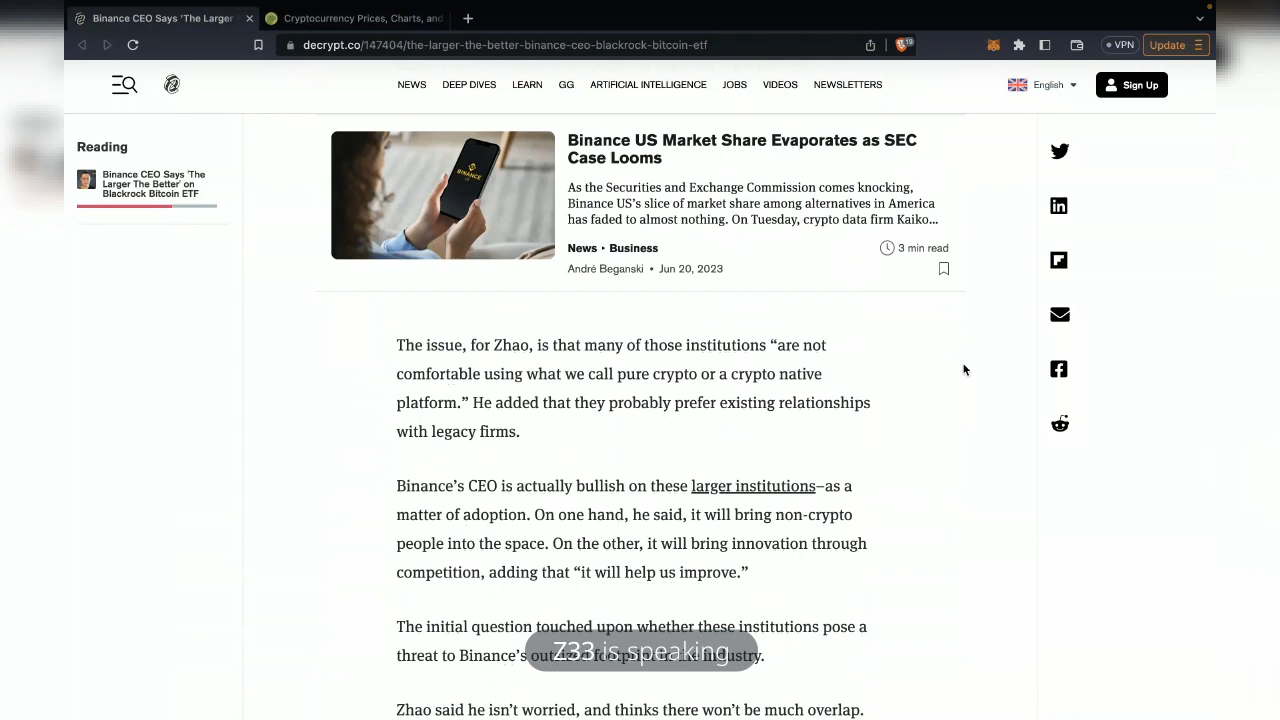 Binance CEO Says 'The Larger
Cryptocurrency Prices, Charts, and
decrypt.co/147404/the-larger-the-better-binance-ceo-blackrock-bitcoin-etf
19
VPN
Update
NEWS DEEP DIVES LEARN GG ARTIFICIAL INTELLIGENCE JOBS VIDEOS NEWSLETTERS
English
Sign Up
Reading
Binance CEO Says 'The
Larger The Better' on
Blackrock Bitcoin ETF
BINANCE
Binance US Market Share Evaporates as SEC
Case Looms
As the Securities and Exchange Commission comes knocking,
Binance US's slice of market share among alternatives in America
has faded to almost nothing. On Tuesday, crypto data firm Kaiko...
News • Business
3 min read
André Beganski • Jun 20, 2023
The issue, for Zhao, is that many of those institutions “are not
comfortable using what we call pure crypto or a crypto native
platform.” He added that they probably prefer existing relationships
with legacy firms.
Binance’s CEO is actually bullish on these larger institutions–as a
matter of adoption. On one hand, he said, it will bring non-crypto
people into the space. On the other, it will bring innovation through
competition, adding that “it will help us improve.”
The initial question touched upon whether these institutions pose a
threat to Binance’s outsized footprint in the industry.
Z33 is speaking
Zhao said he isn’t worried, and thinks there won’t be much overlap.